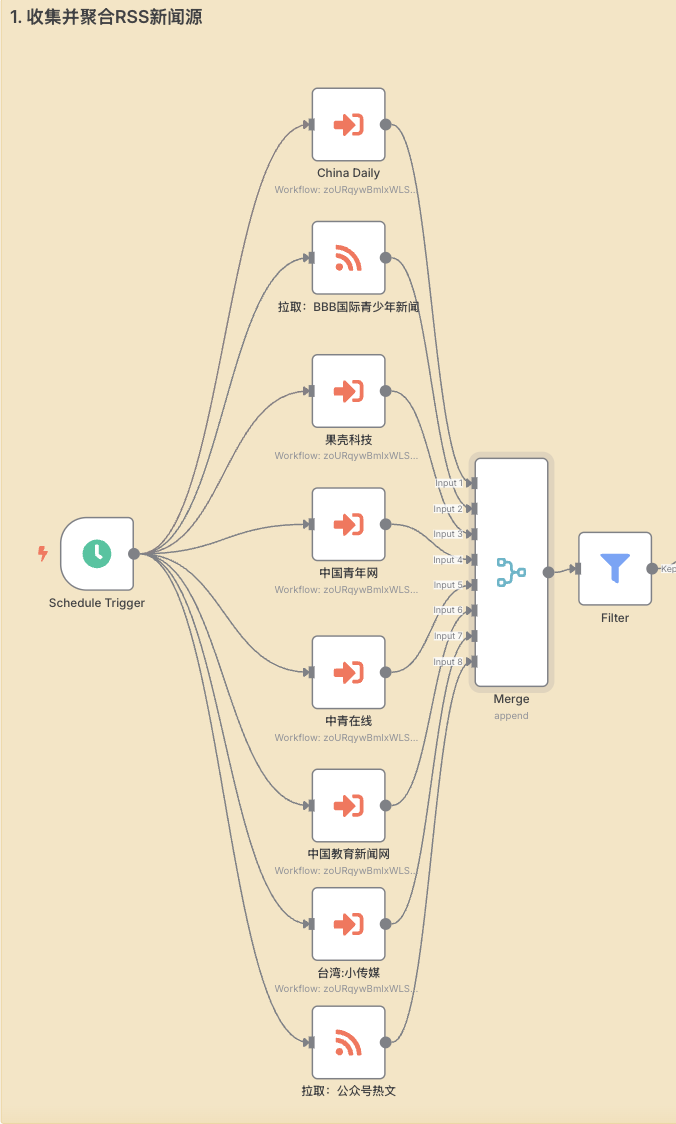 1. 收集并聚合RSS新闻源
China Daily
Workflow: zoURqywBmlxWLS...
拉取：BBB国际青少年新闻
果壳科技
Workflow: zoURqywBmlxWLS...
Input 1
Input 2
Input 3
中国青年网
Workflow: zoURqywBmlxWLS...
Input 4
Input 5
Input 6
Input 7
Input 8
Schedule Trigger
Kep
Filter
Merge
append
中青在线
Workflow: zoURqywBmlxWLS...
中国教育新闻网
Workflow: zoURqywBmlxWLS...
台湾:小传媒
Workflow: zoURqywBmlxWLS...
拉取：公众号热文